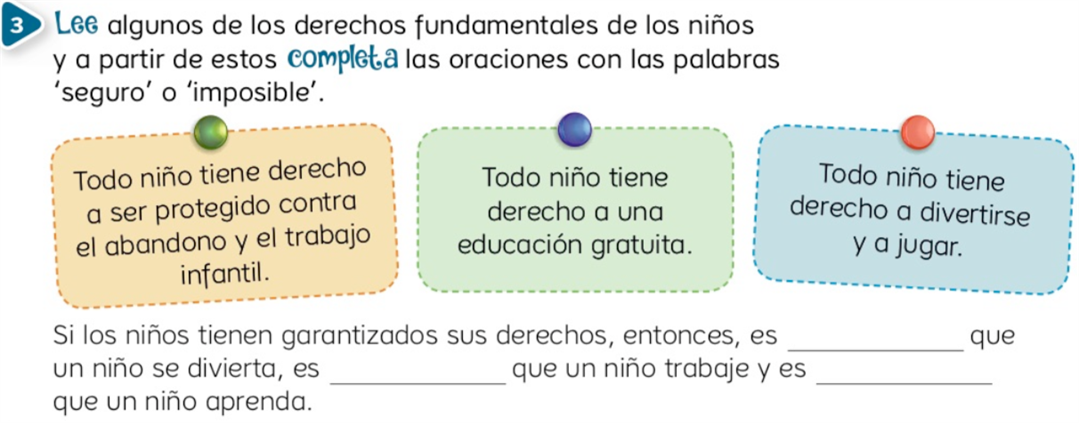 3 Lee algunos de los derechos fundamentales de los niños
y a partir de estos completa las oraciones con las palabras
‘seguro’ o ‘imposible’.
Todo niño tiene derecho
a ser protegido contra
el abandono y el trabajo
infantil.
Todo niño tiene
derecho a una
educación gratuita.
Todo niño tiene
derecho a divertirse
y a jugar.
Si los niños tienen garantizados sus derechos, entonces, es ____________ que
un niño se divierta, es ____________ que un niño trabaje y es ____________
que un niño aprenda.